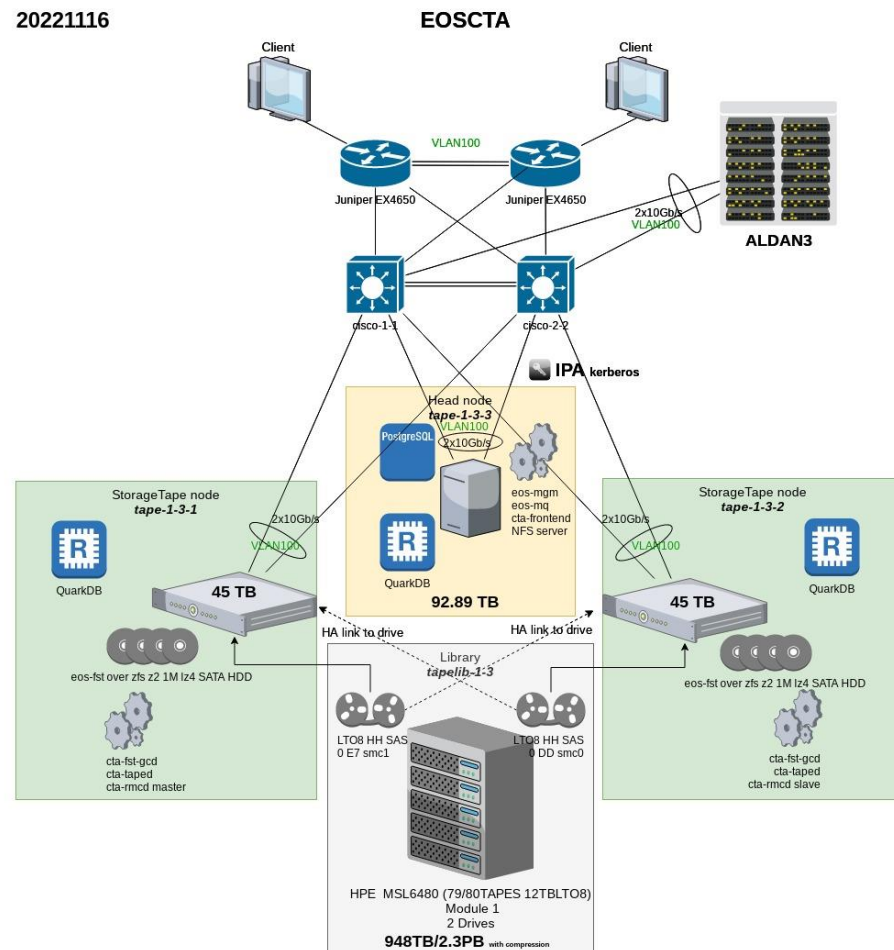 20221116
EOSCTA
Client
Client
VLAN100
Juniper EX4650
Juniper EX4650
2x10Gb/s
VLAN100
ALDAN3
cisco-1-1
cisco-2-2
IPA kerberos
Head node
tape-1-3-3
VLAN100
2x10Gb/s
PostgreSQL
eos-mgm
eos-mq
cta-frontend
NFS server
R
QuarkDB
92.89 TB
StorageTape node
tape-1-3-1
2x10Gb/s
VLAN100
R
QuarkDB
45 TB
eos-fst over zfs z2 1M lz4 SATA HDD
cta-fst-gcd
cta-taped
cta-rmcd master
StorageTape node
tape-1-3-2
2x10Gb/s
VLAN100
R
QuarkDB
45 TB
eos-fst over zfs z2 1M lz4 SATA HDD
cta-fst-gcd
cta-taped
cta-rmcd slave
HA link to drive
HA link to drive
Library
tapelib-1-3
LTO8 HH SAS
0 E7 smc1
LTO8 HH SAS
0 DD smc0
HPE MSL6480 (79/80TAPES 12TBLTO8)
Module 1
2 Drives
948TB/2.3PB with compression